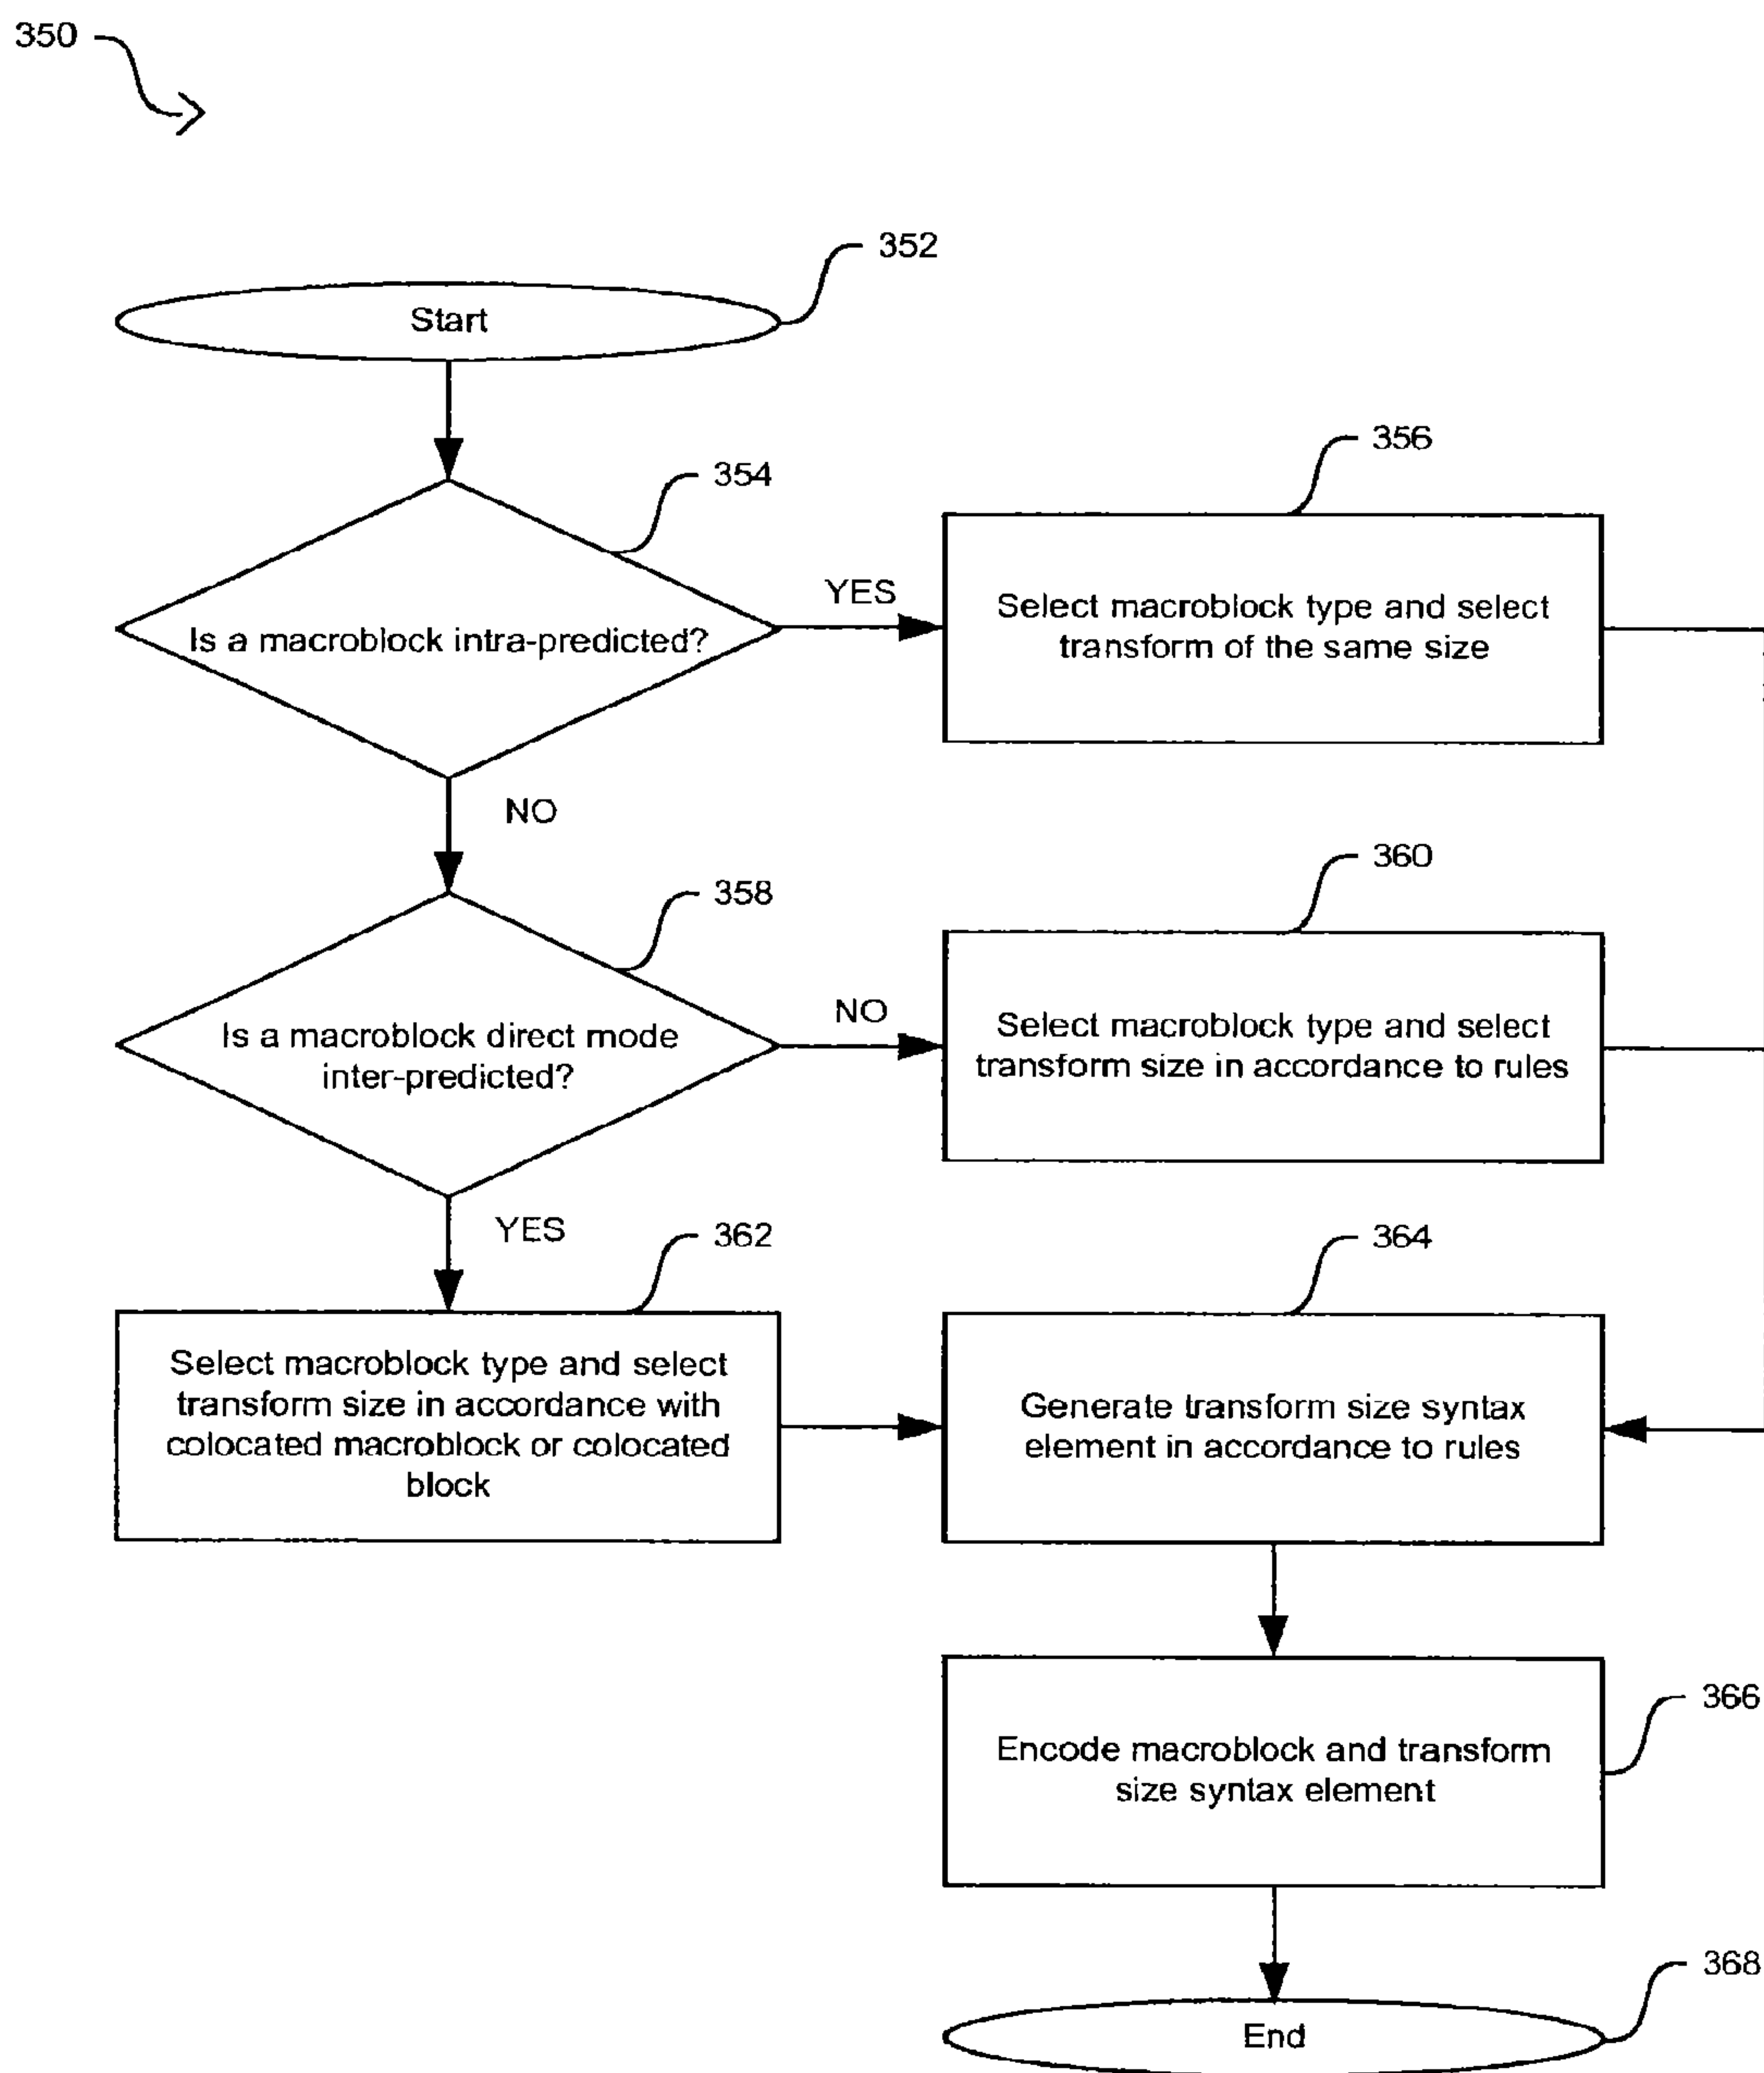 350
352
Start
354
356
YES
Is a macroblock intra-predicted?
Select macroblock type and select
transform of the same size
NO
358
360
NO
Is a macroblock direct mode
inter-predicted?
Select macroblock type and select
transform size in accordance to rules
YES
362
364
Select macroblock type and select
transform size in accordance with
colocated macroblock or colocated
block
Generate transform size syntax
element in accordance to rules
366
Encode macroblock and transform
size syntax element
368
End